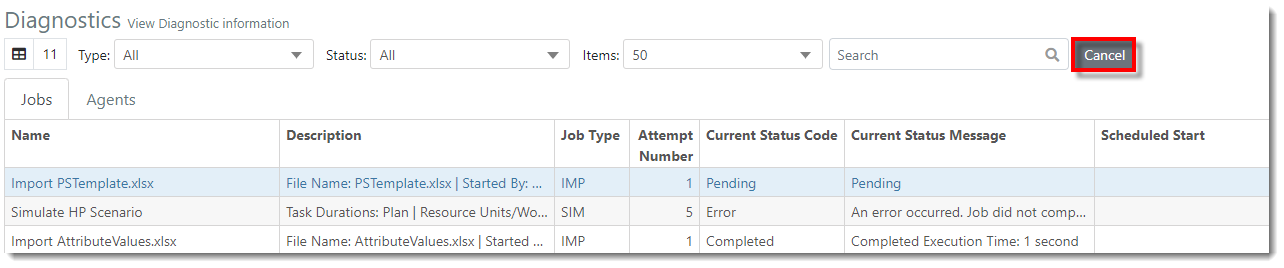 Diagnostics View Diagnostic information
11 Type: All Status: All Items: 50 Search Cancel
Jobs Agents
Name Description Job Type Attempt Number Current Status Code Current Status Message Scheduled Start
Import PSTemplate.xlsx File Name: PSTemplate.xlsx | Started By: ... IMP 1 Pending Pending
Simulate HP Scenario Task Durations: Plan | Resource Units/Wo... SIM 5 Error An error occurred. Job did not comp...
Import AttributeValues.xlsx File Name: AttributeValues.xlsx | Started ... IMP 1 Completed Completed Execution Time: 1 second